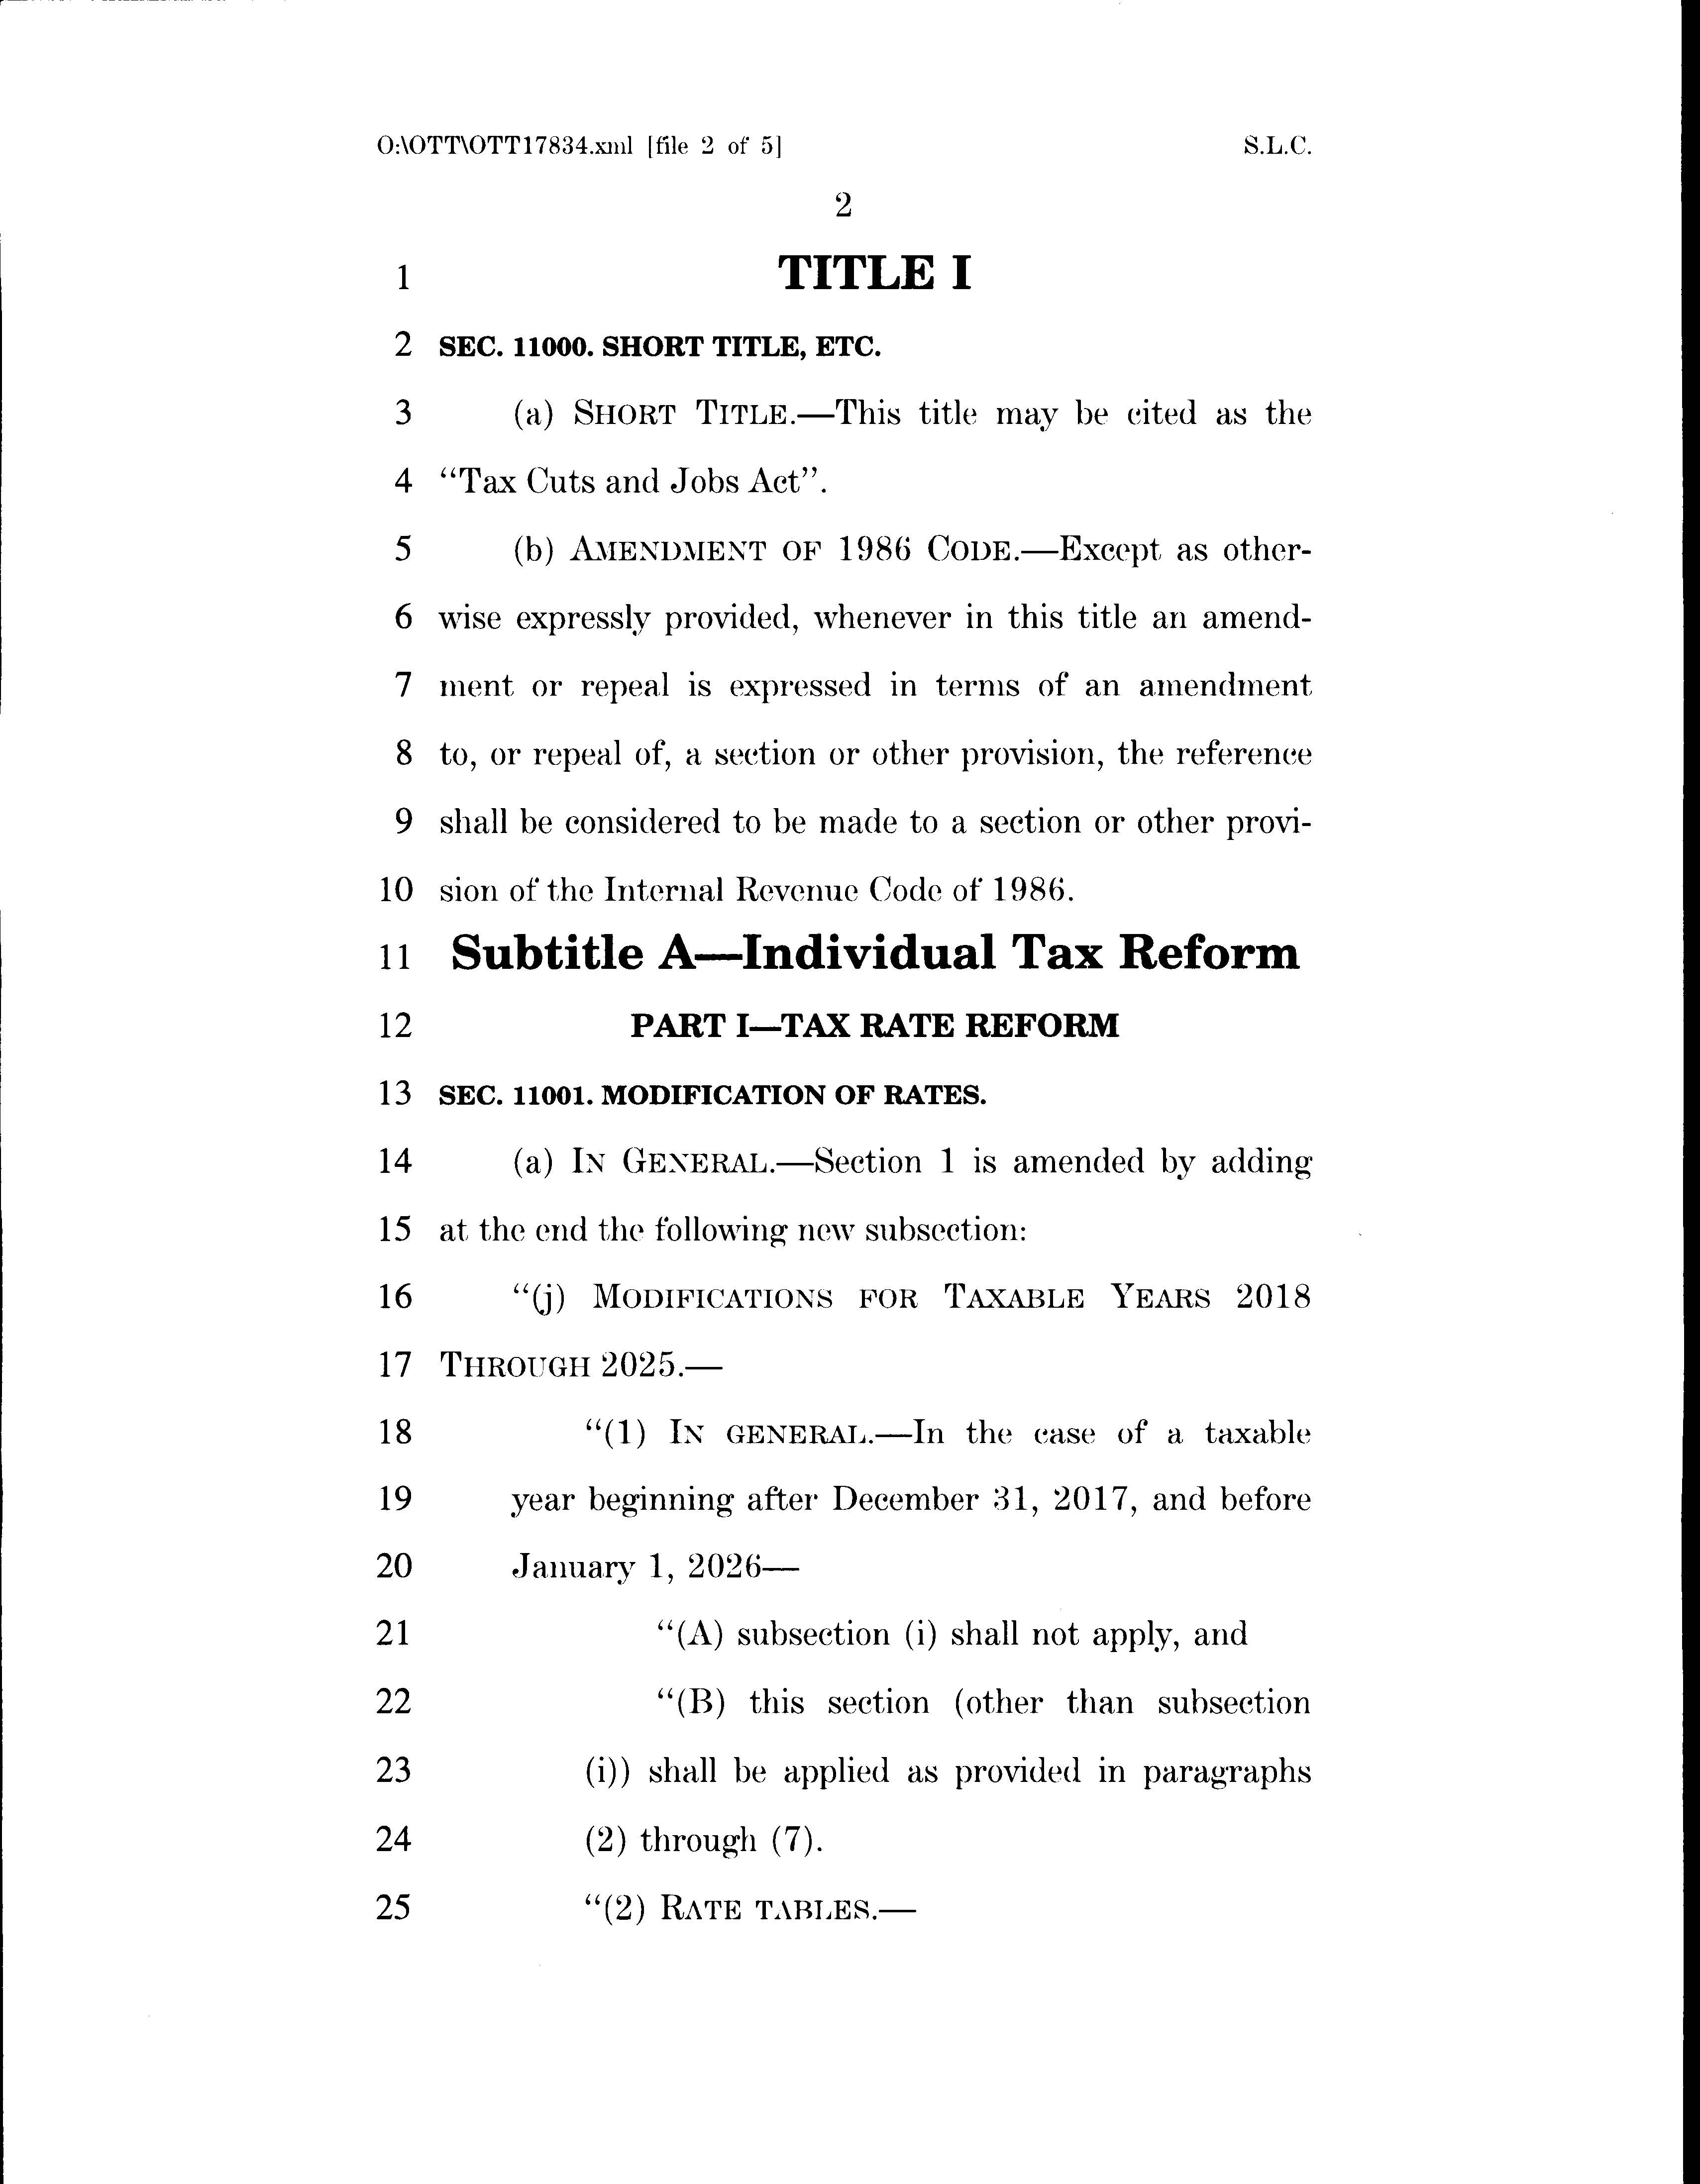 O:\OTT\OTT17834.xml [file 2 of 5] S.L.C.
2
1 TITLE I
2 SEC. 11000. SHORT TITLE, ETC.
3 (a) SHORT TITLE.—This title may be cited as the
4 “Tax Cuts and Jobs Act”.
5 (b) AMENDMENT OF 1986 CODE.—Except as other-
6 wise expressly provided, whenever in this title an amend-
7 ment or repeal is expressed in terms of an amendment
8 to, or repeal of, a section or other provision, the reference
9 shall be considered to be made to a section or other provi-
10 sion of the Internal Revenue Code of 1986.
11 Subtitle A—Individual Tax Reform
12 PART I—TAX RATE REFORM
13 SEC. 11001. MODIFICATION OF RATES.
14 (a) IN GENERAL.—Section 1 is amended by adding
15 at the end the following new subsection:
16 “(j) MODIFICATIONS FOR TAXABLE YEARS 2018
17 THROUGH 2025.—
18 “(1) IN GENERAL.—In the case of a taxable
19 year beginning after December 31, 2017, and before
20 January 1, 2026—
21 “(A) subsection (i) shall not apply, and
22 “(B) this section (other than subsection
23 (i)) shall be applied as provided in paragraphs
24 (2) through (7).
25 “(2) RATE TABLES.—